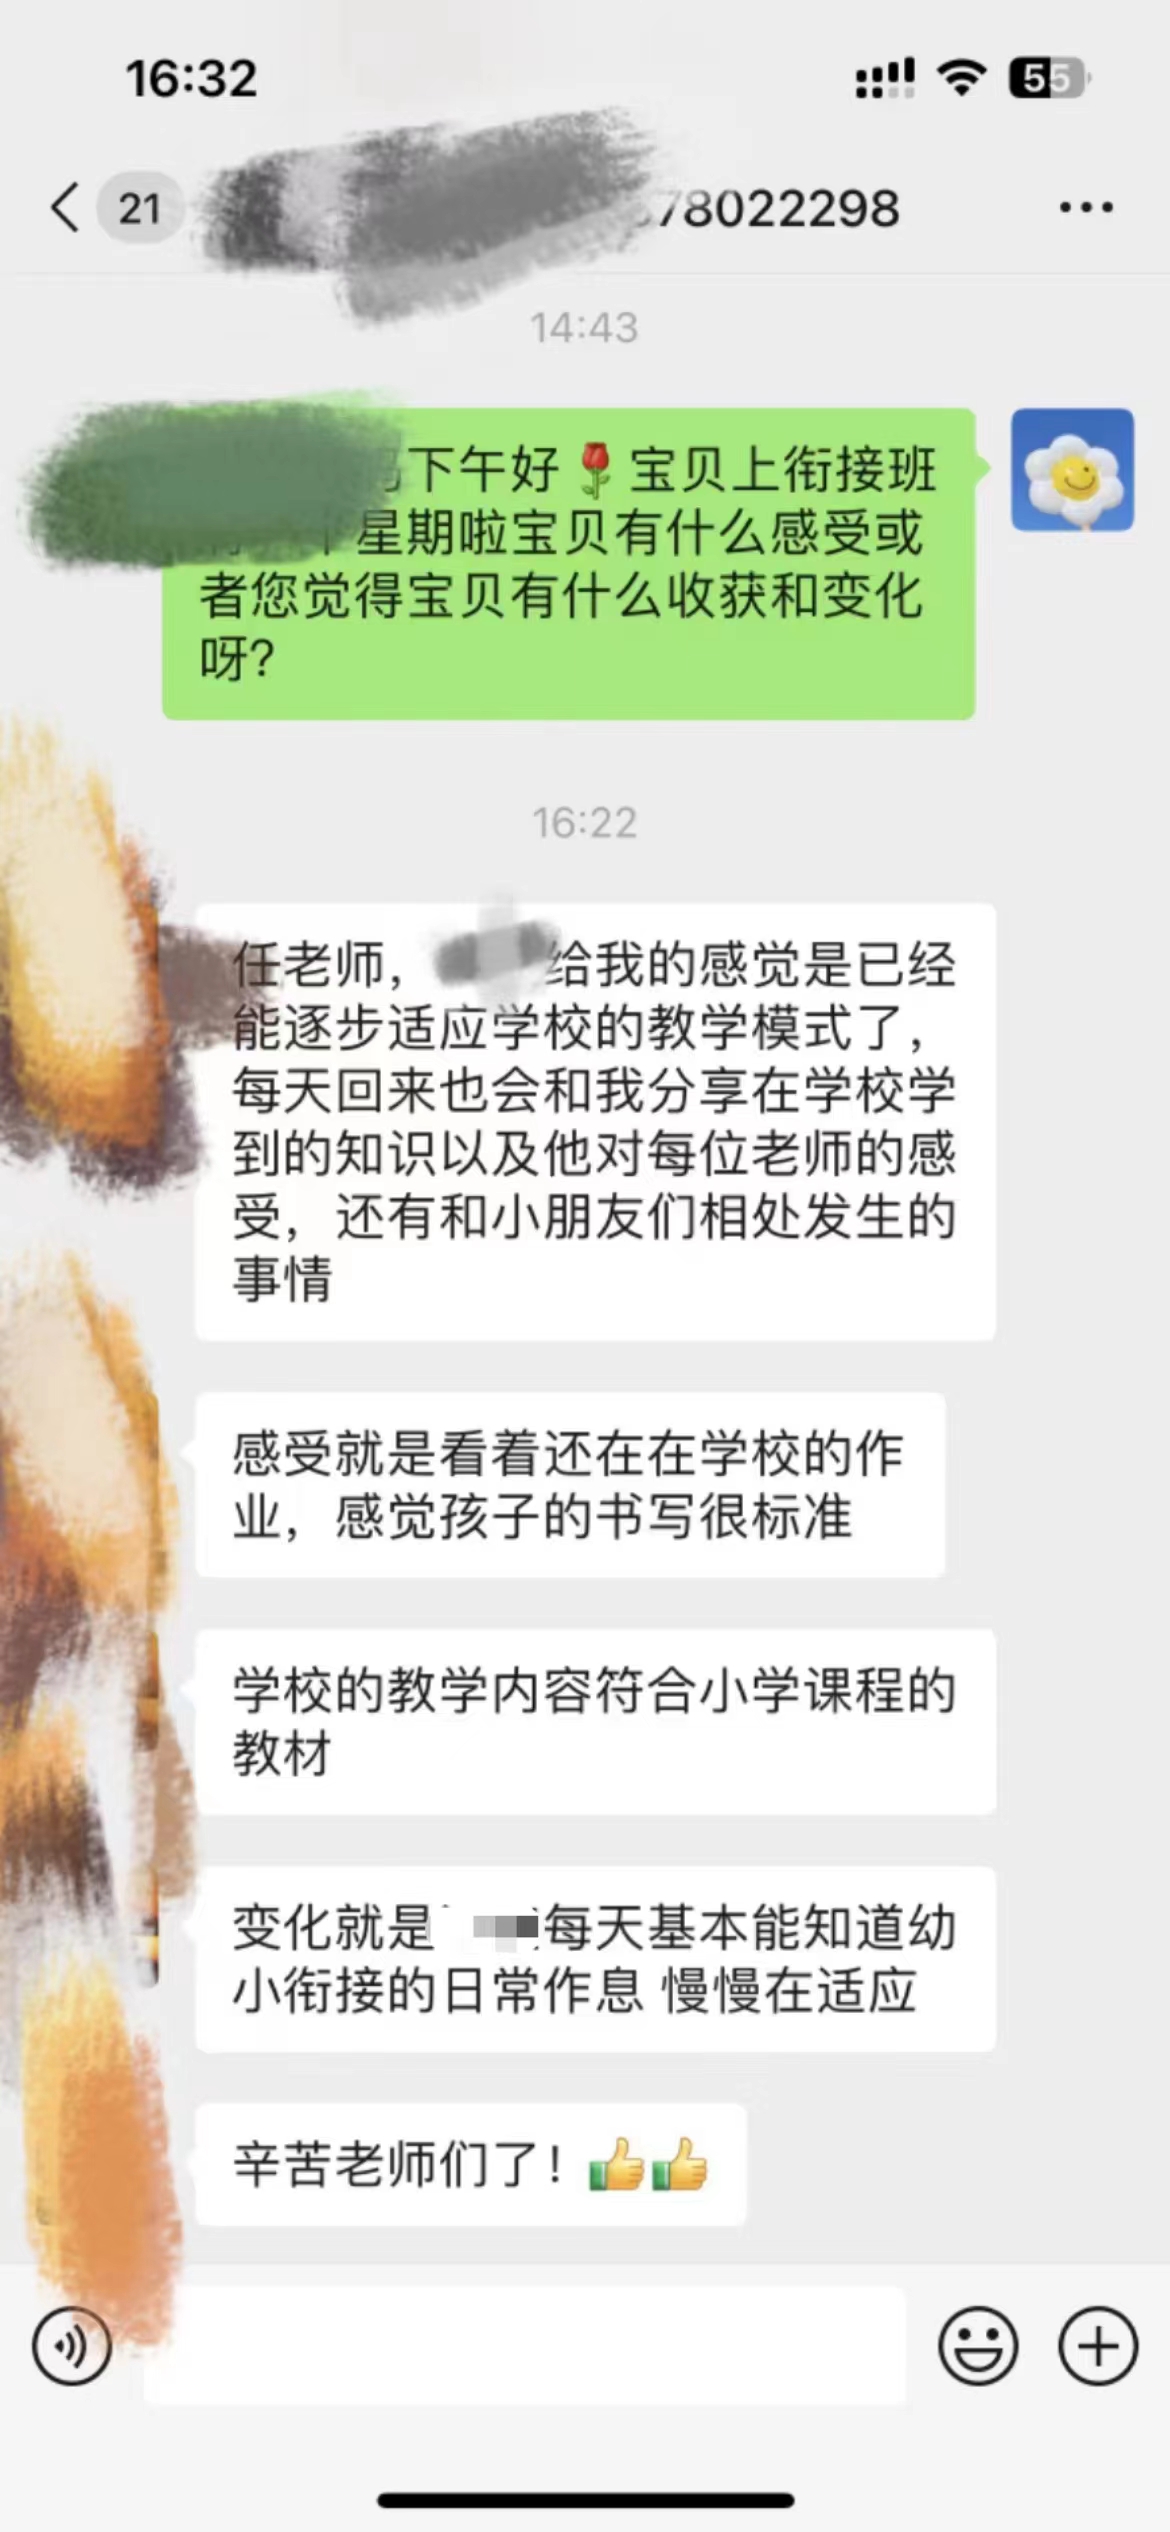 16:32
55
21
78022298
14:43
下午好🌹宝贝上衔接班
星期啦宝贝有什么感受或
者您觉得宝贝有什么收获和变化
呀?
16:22
任老师，给我的感觉是已经
能逐步适应学校的教学模式了，
每天回来也会和我分享在学校学
到的知识以及他对每位老师的感
受，还有和小朋友们相处发生的
事情
感受就是看着还在在学校的作
业，感觉孩子的书写很标准
学校的教学内容符合小学课程的
教材
变化就是每天基本能知道幼
小衔接的日常作息 慢慢在适应
辛苦老师们了！👍👍